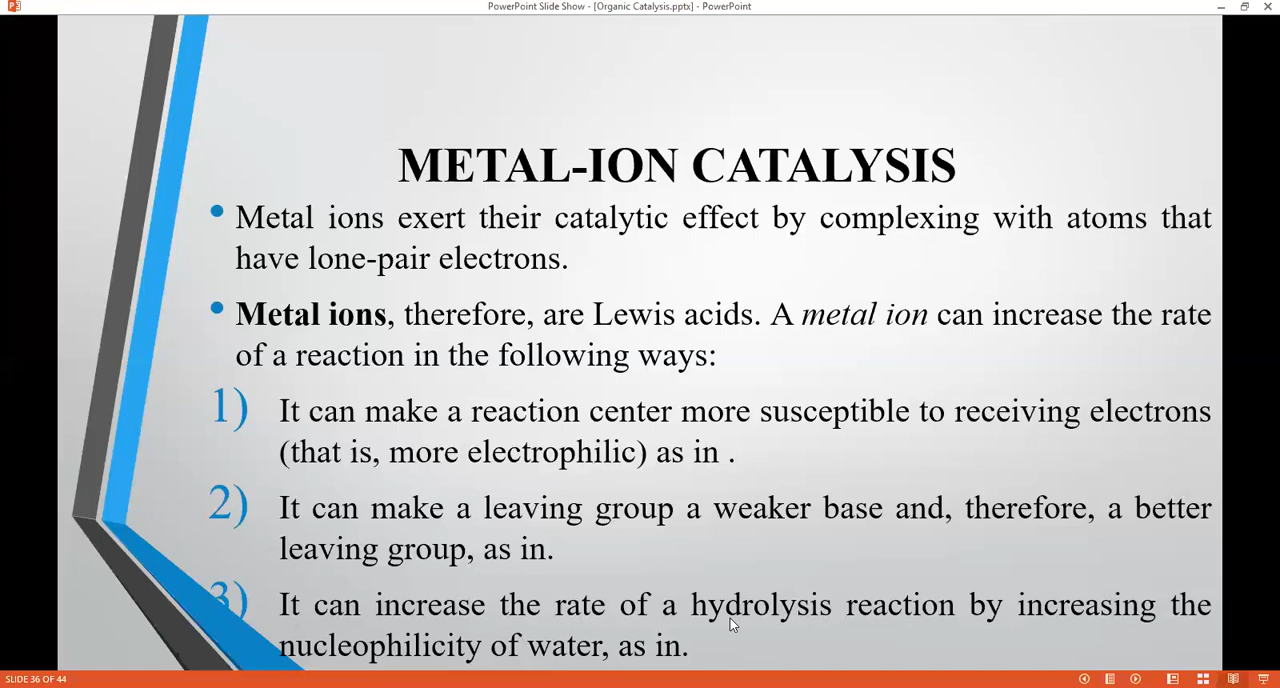 PowerPoint Slide Show - [Organic Catalysis.pptx] - PowerPoint
METAL-ION CATALYSIS
• Metal ions exert their catalytic effect by complexing with atoms that
have lone-pair electrons.
• Metal ions, therefore, are Lewis acids. A metal ion can increase the rate
of a reaction in the following ways:
1) It can make a reaction center more susceptible to receiving electrons
(that is, more electrophilic) as in .
2) It can make a leaving group a weaker base and, therefore, a better
leaving group, as in.
3) It can increase the rate of a hydrolysis reaction by increasing the
nucleophilicity of water, as in.
SLIDE 36 OF 44